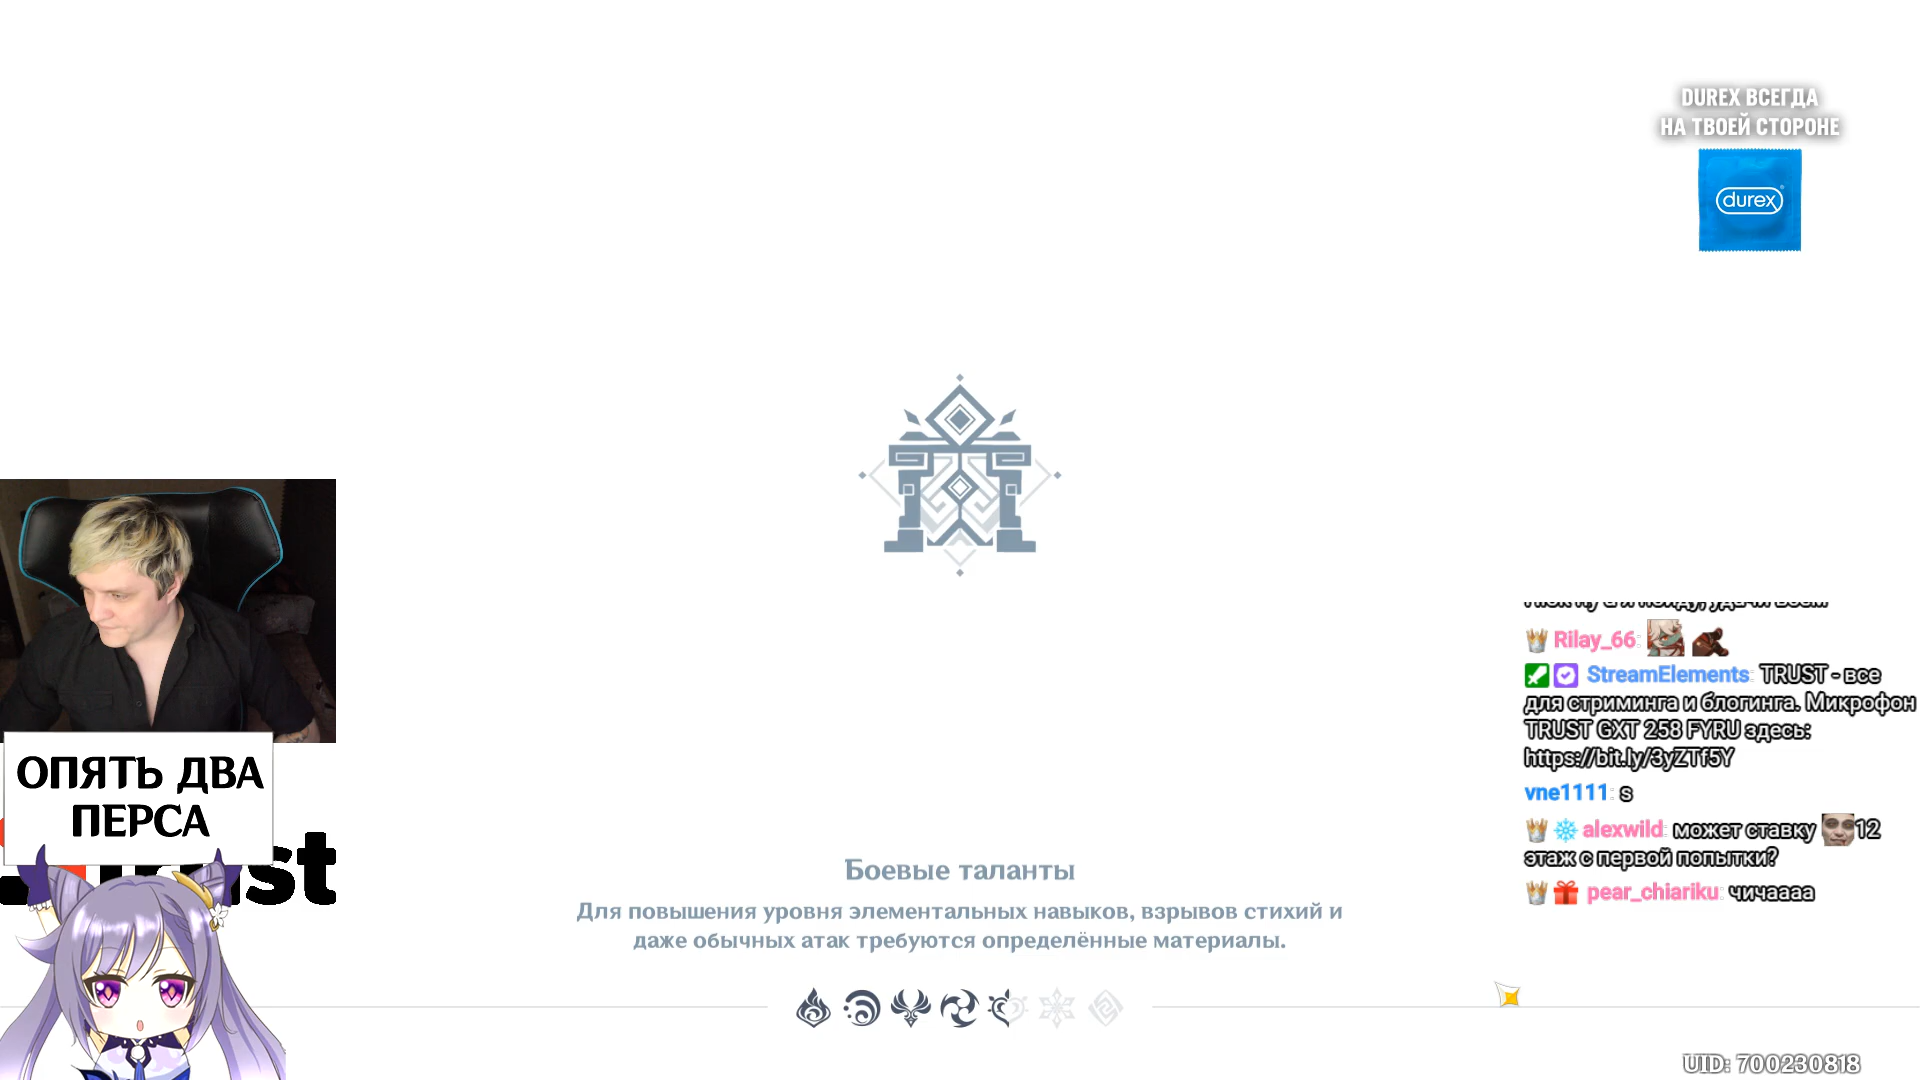 DUREX ВСЕГДА
НА ТВОЕЙ СТОРОНЕ
durex
Rilay_66:
StreamElements: TRUST - все
для стриминга и блогинга. Микрофон
TRUST GXT 258 FYRU здесь:
https://bit.ly/3yZTf5Y
vne1111: s
alexwild: может ставку 12
этаж с первой попытки?
pear_chiariku: чичаааа
ОПЯТЬ ДВА
ПЕРСА
Боевые таланты
Для повышения уровня элементальных навыков, взрывов стихий и
даже обычных атак требуются определённые материалы.
UID: 700230818